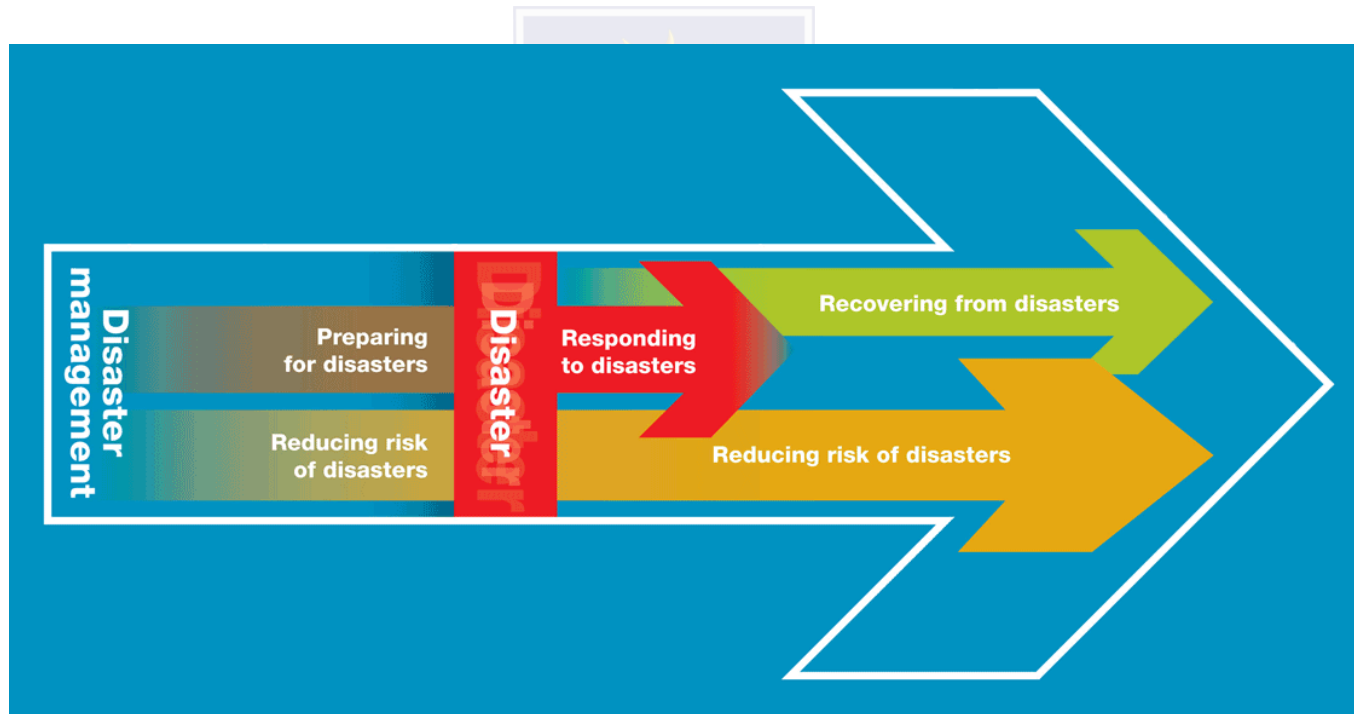 Disaster
management
Preparing
for disasters
Reducing risk
of disasters
Disaster
Responding
to disasters
Recovering from disasters
Reducing risk of disasters